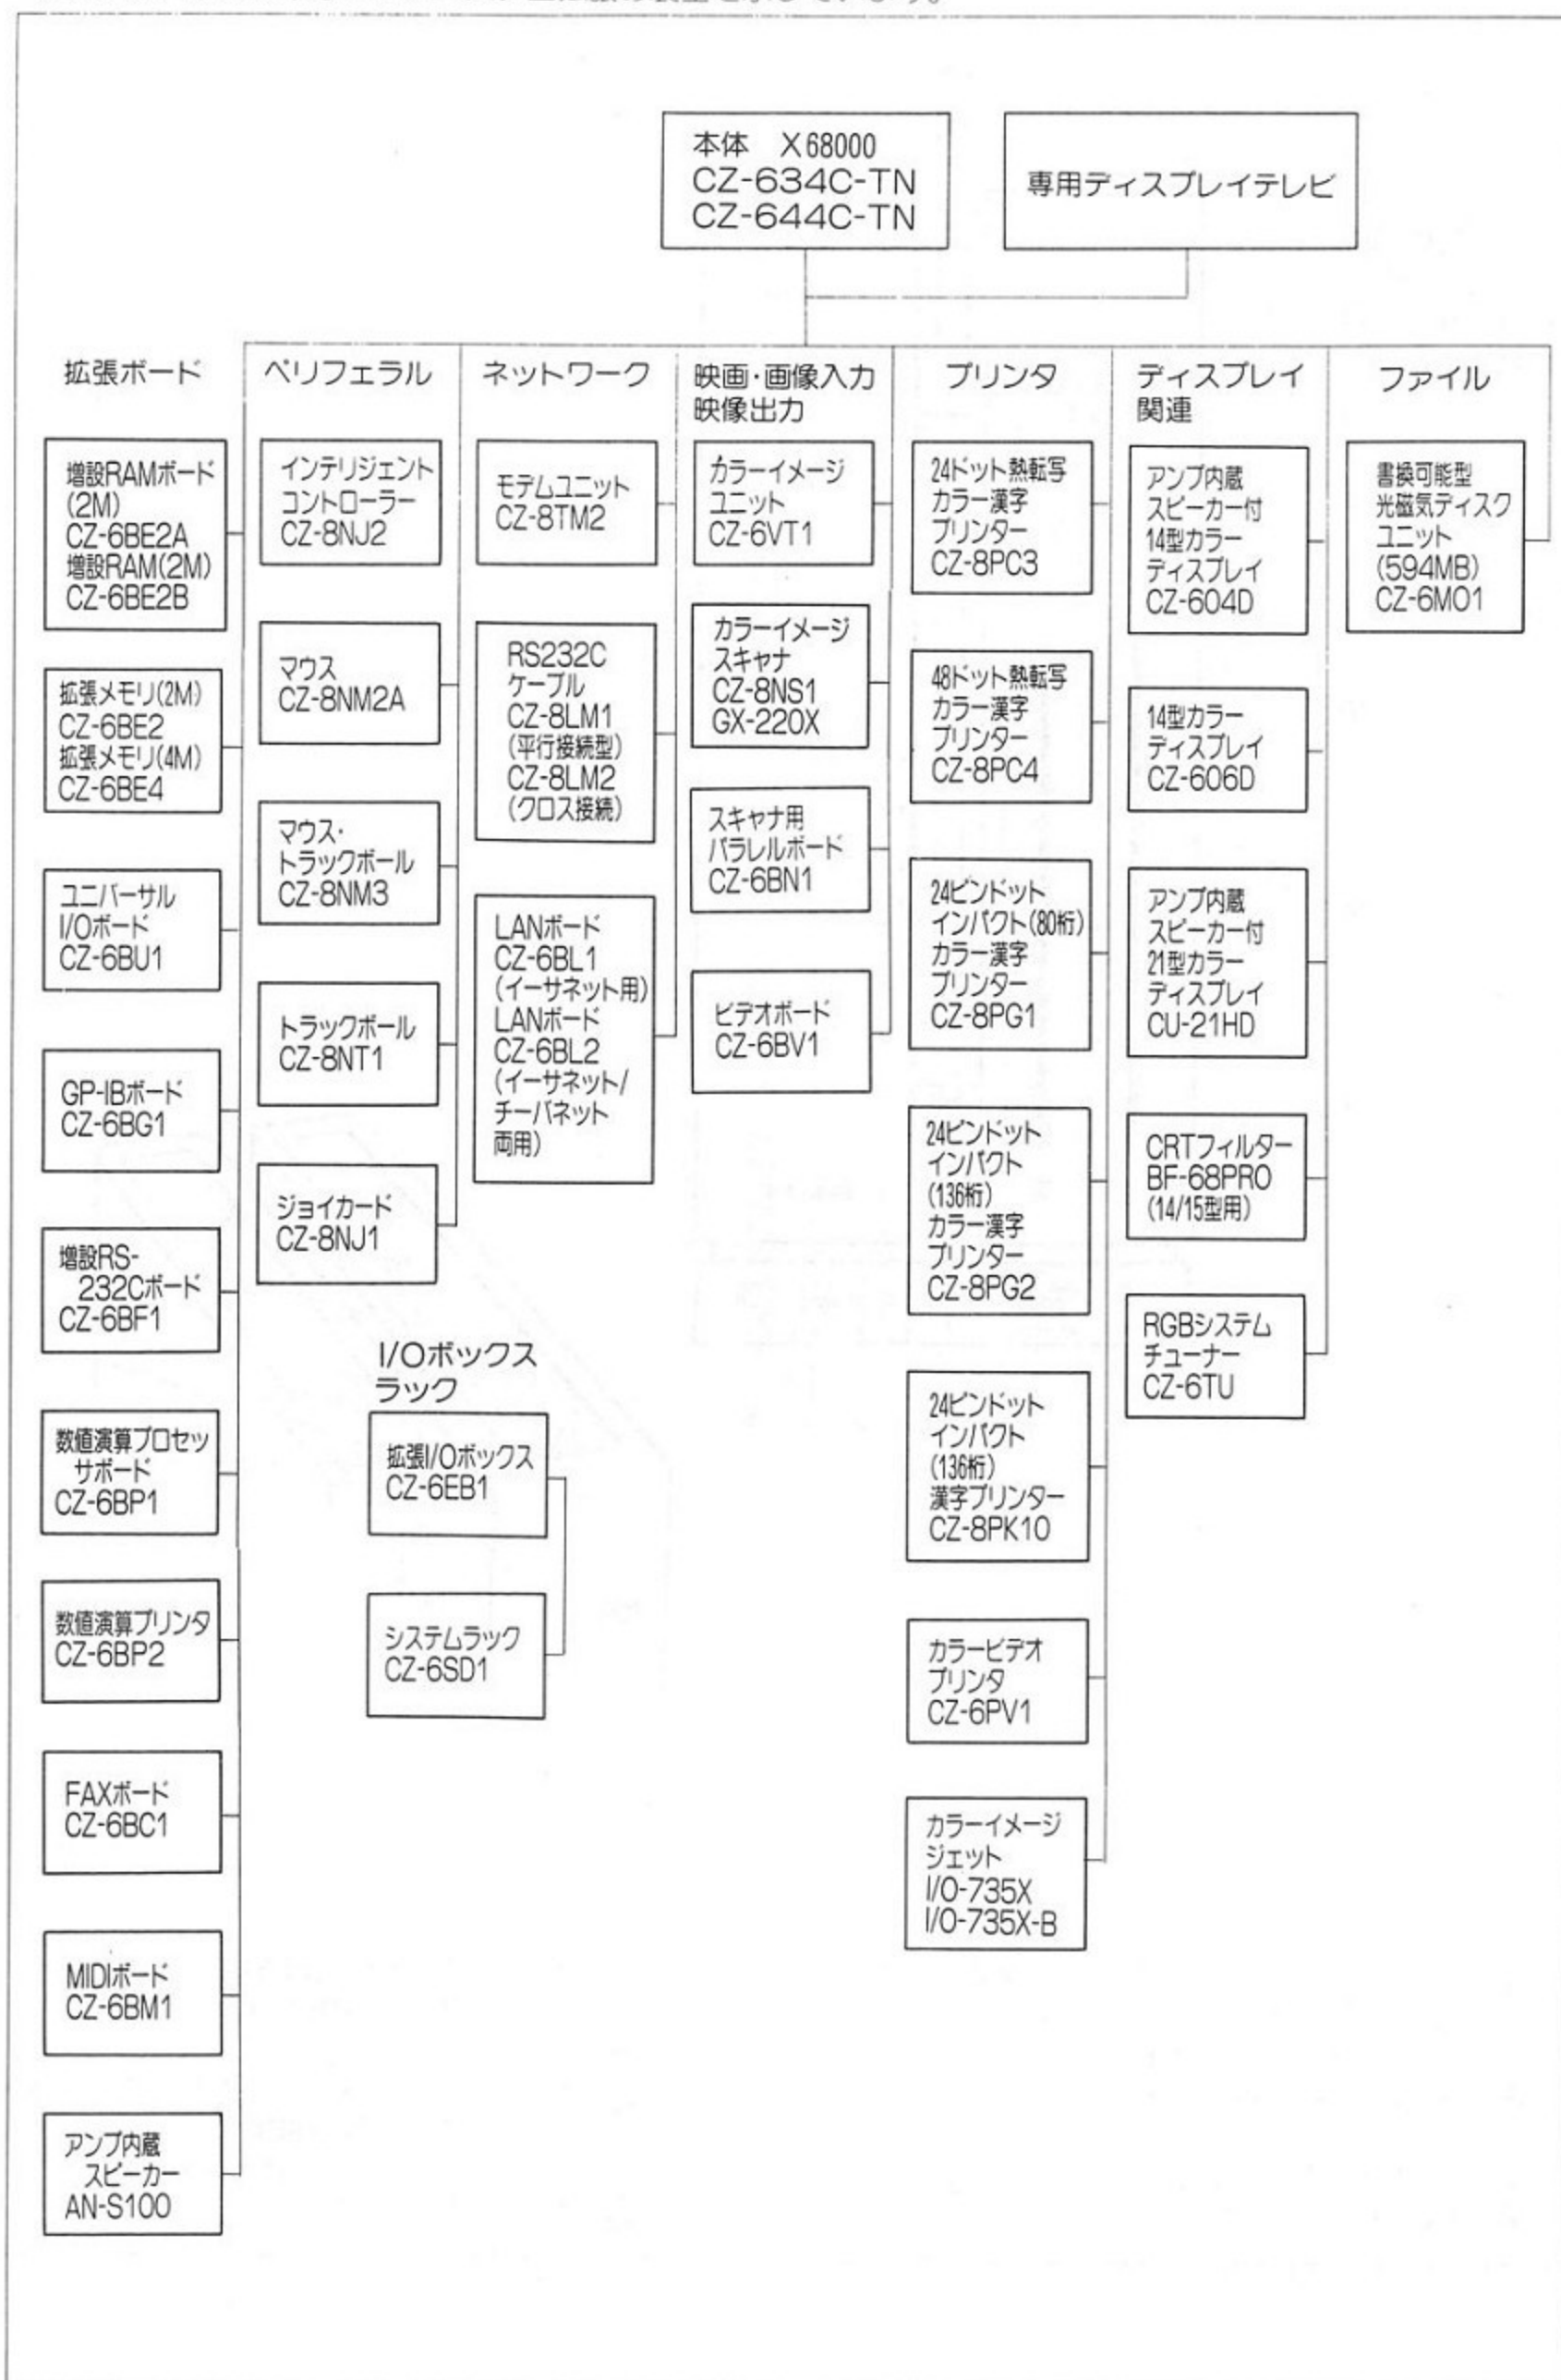 本体 X68000
CZ-634C-TN
CZ-644C-TN
専用ディスプレイテレビ
拡張ボード
増設RAMボード
(2M)
CZ-6BE2A
増設RAM(2M)
CZ-6BE2B
拡張メモリ(2M)
CZ-6BE2
拡張メモリ(4M)
CZ-6BE4
ユニバーサル
I/Oボード
CZ-6BU1
GP-IBボード
CZ-6BG1
増設RS-
232Cボード
CZ-6BF1
数値演算プロセッ
サボード
CZ-6BP1
数値演算プリンタ
CZ-6BP2
FAXボード
CZ-6BC1
MIDIボード
CZ-6BM1
アンプ内蔵
スピーカー
AN-S100
ペリフェラル
インテリジェント
コントローラー
CZ-8NJ2
マウス
CZ-8NM2A
マウス・
トラックボール
CZ-8NM3
トラックボール
CZ-8NT1
ジョイカード
CZ-8NJ1
I/Oボックス
ラック
拡張I/Oボックス
CZ-6EB1
システムラック
CZ-6SD1
ネットワーク
モデムユニット
CZ-8TM2
RS232C
ケーブル
CZ-8LM1
(平行接続型)
CZ-8LM2
(クロス接続)
LANボード
CZ-6BL1
(イーサネット用)
LANボード
CZ-6BL2
(イーサネット/
チーパネット
両用)
映画・画像入力
映像出力
カラーイメージ
ユニット
CZ-6VT1
カラーイメージ
スキャナ
CZ-8NS1
GX-220X
スキャナ用
パラレルボード
CZ-6BN1
ビデオボード
CZ-6BV1
プリンタ
24ドット熱転写
カラー漢字
プリンター
CZ-8PC3
48ドット熱転写
カラー漢字
プリンター
CZ-8PC4
24ピンドット
インパクト(80桁)
カラー漢字
プリンター
CZ-8PG1
24ピンドット
インパクト
(136桁)
カラー漢字
プリンター
CZ-8PG2
24ピンドット
インパクト
(136桁)
漢字プリンター
CZ-8PK10
カラービデオ
プリンタ
CZ-6PV1
カラーイメージ
ジェット
I/O-735X
I/O-735X-B
ディスプレイ
関連
アンプ内蔵
スピーカー付
14型カラー
ディスプレイ
CZ-604D
14型カラー
ディスプレイ
CZ-606D
アンプ内蔵
スピーカー付
21型カラー
ディスプレイ
CU-21HD
CRTフィルター
BF-68PRO
(14/15型用)
RGBシステム
チューナー
CZ-6TU
ファイル
書換可能型
光磁気ディスク
ユニット
(594MB)
CZ-6MO1